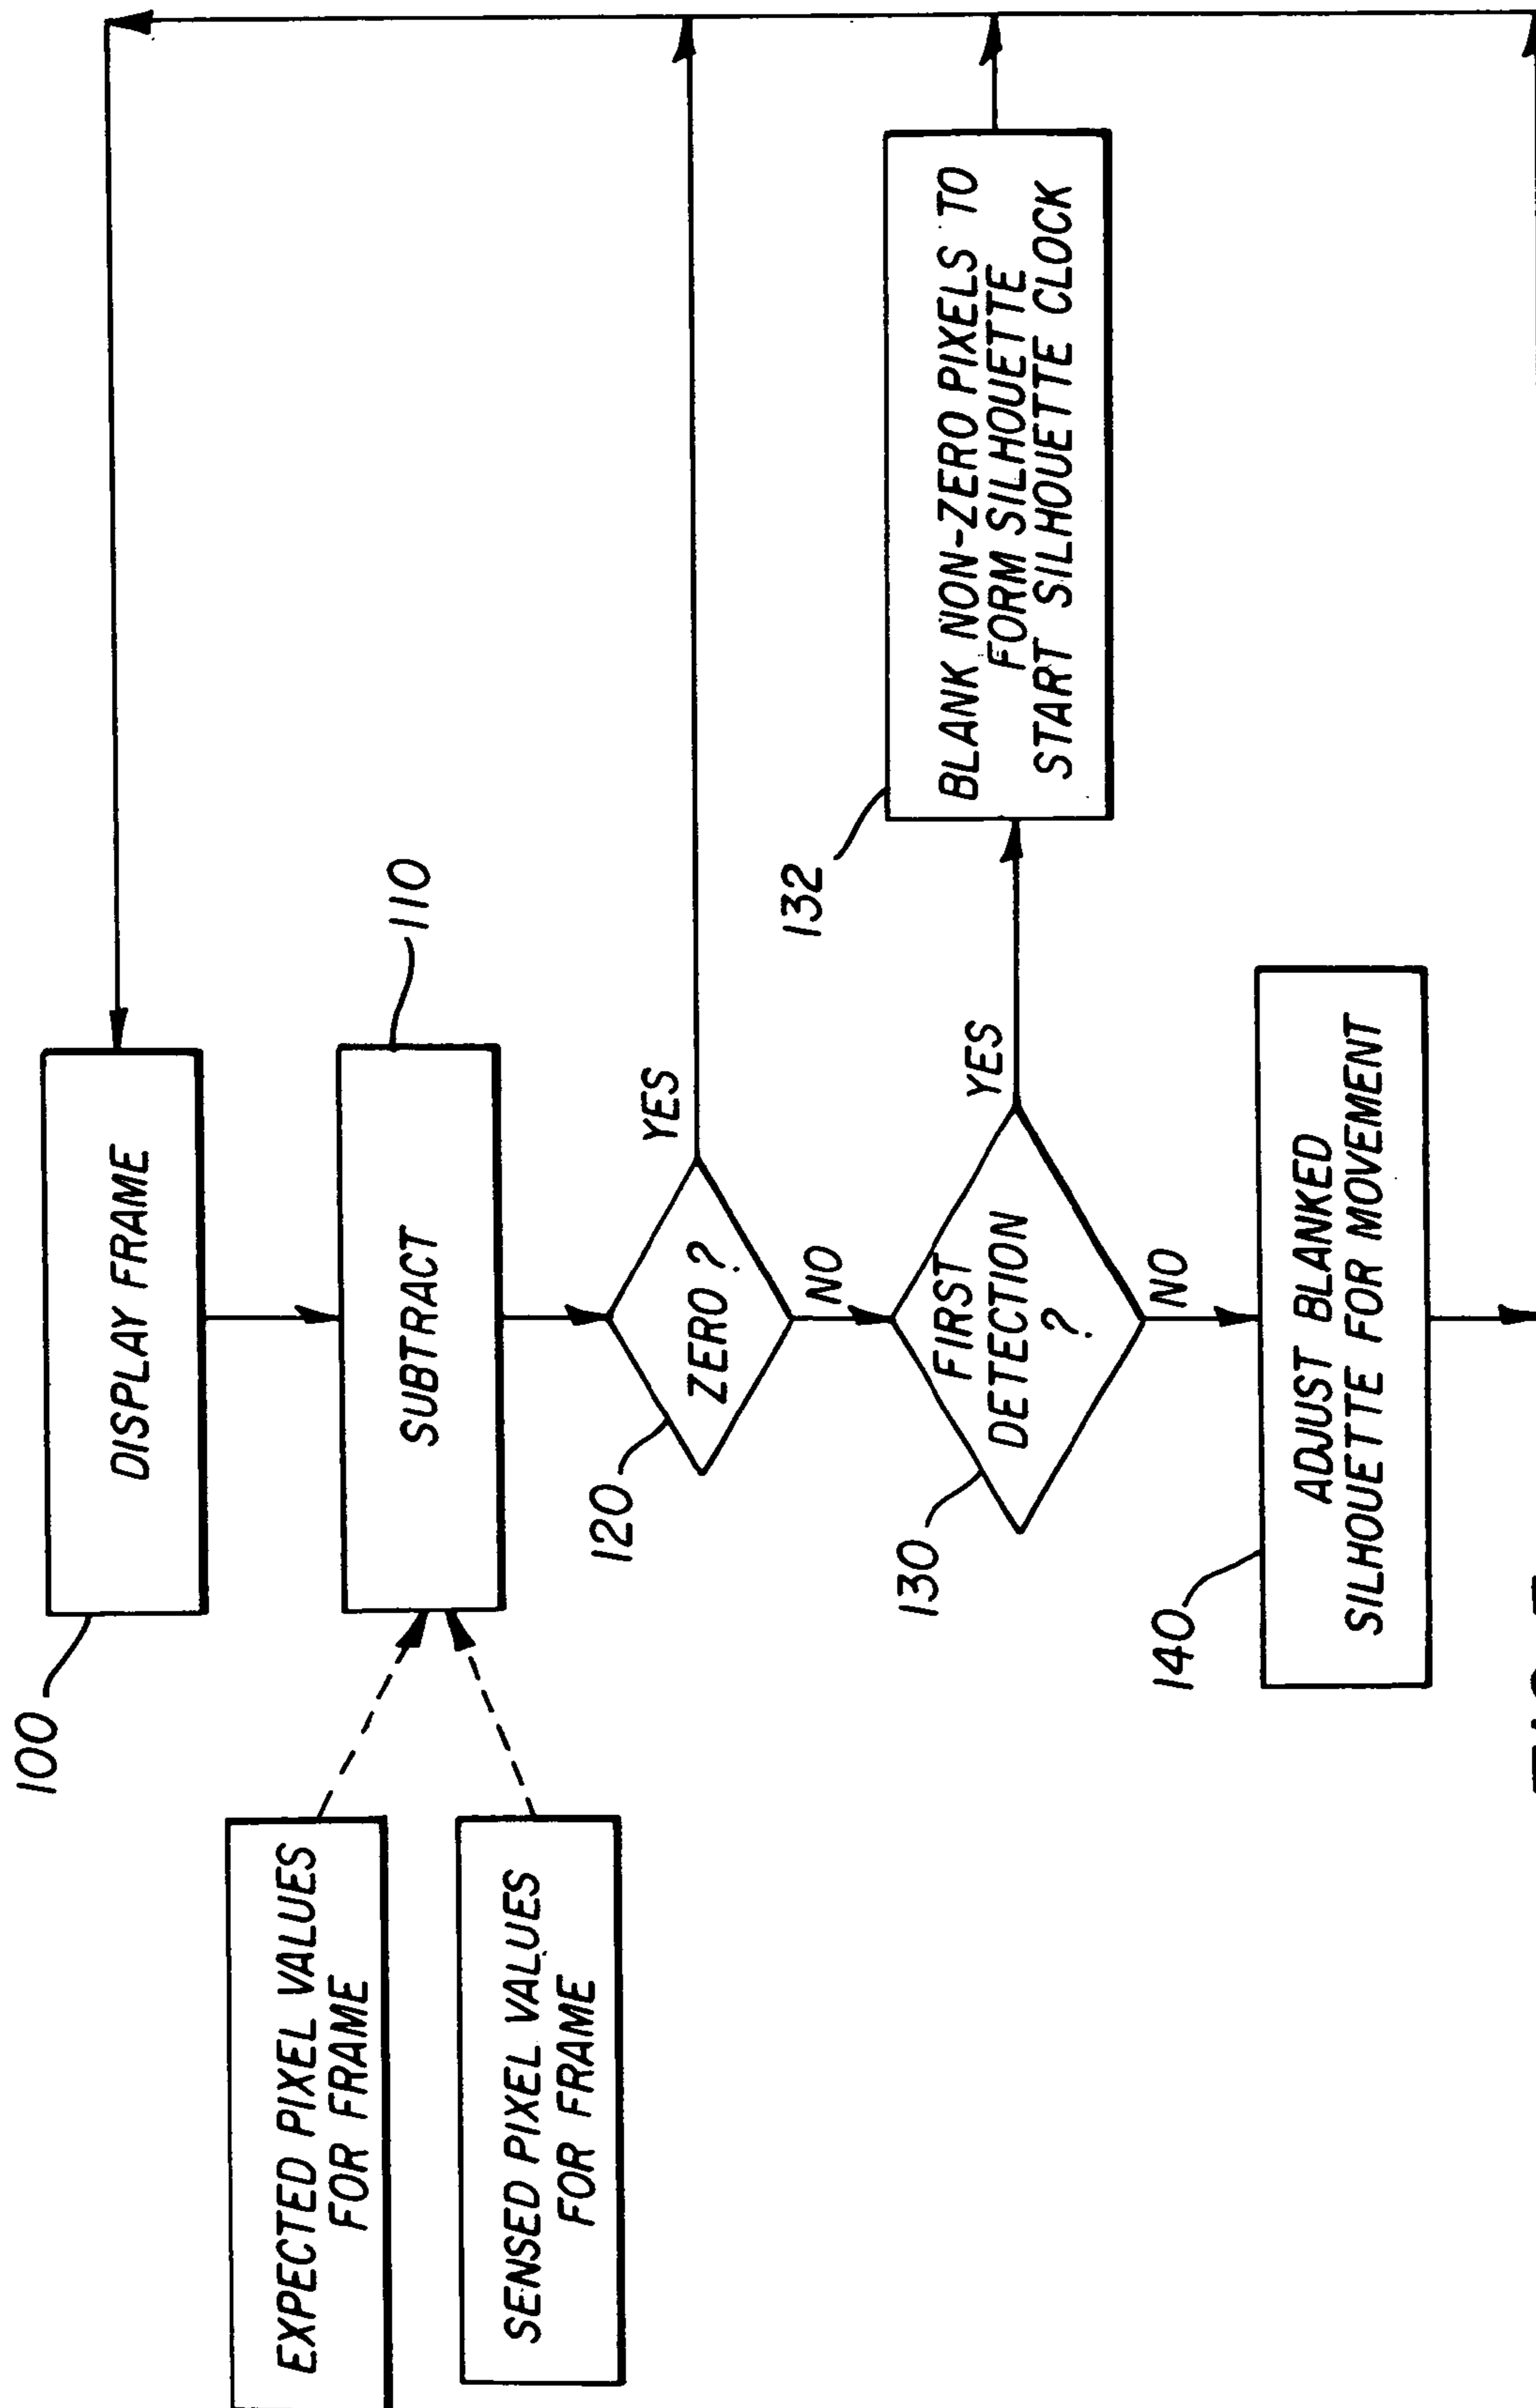 100
DISPLAY FRAME
EXPECTED PIXEL VALUES
FOR FRAME
SENSED PIXEL VALUES
FOR FRAME
SUBTRACT
110
120
ZERO ?
YES
NO
130
FIRST
DETECTION
?
YES
132
BLANK NON-ZERO PIXELS TO
FORM SILHOUETTE
START SILHOUETTE CLOCK
NO
140
ADJUST BLANKED
SILHOUETTE FOR MOVEMENT